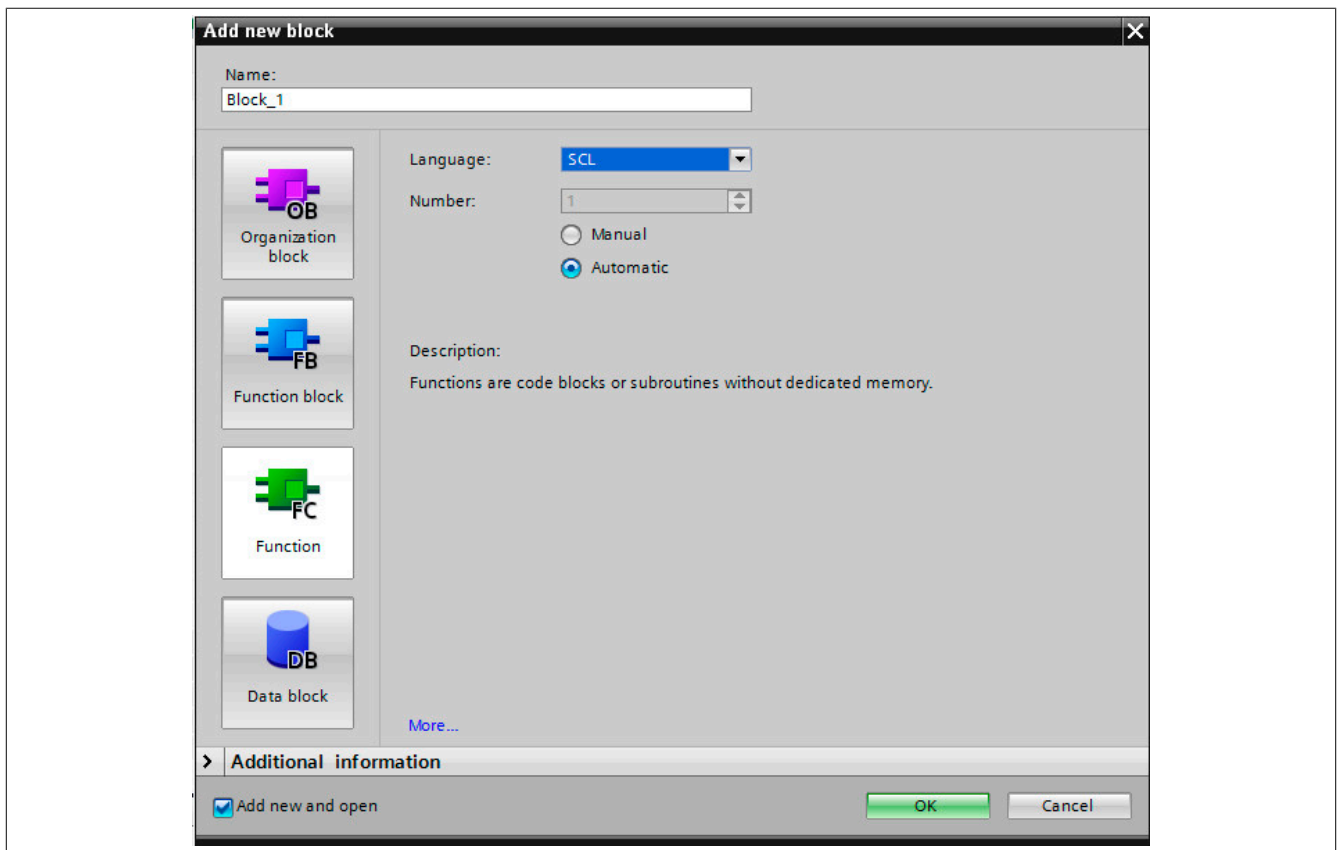 Add new block
Name:
Block_1
OB
Organization
block
FB
Function block
FC
Function
DB
Data block
Language:
SCL
Number:
1
Manual
Automatic
Description:
Functions are code blocks or subroutines without dedicated memory.
More...
Additional information
Add new and open
OK
Cancel